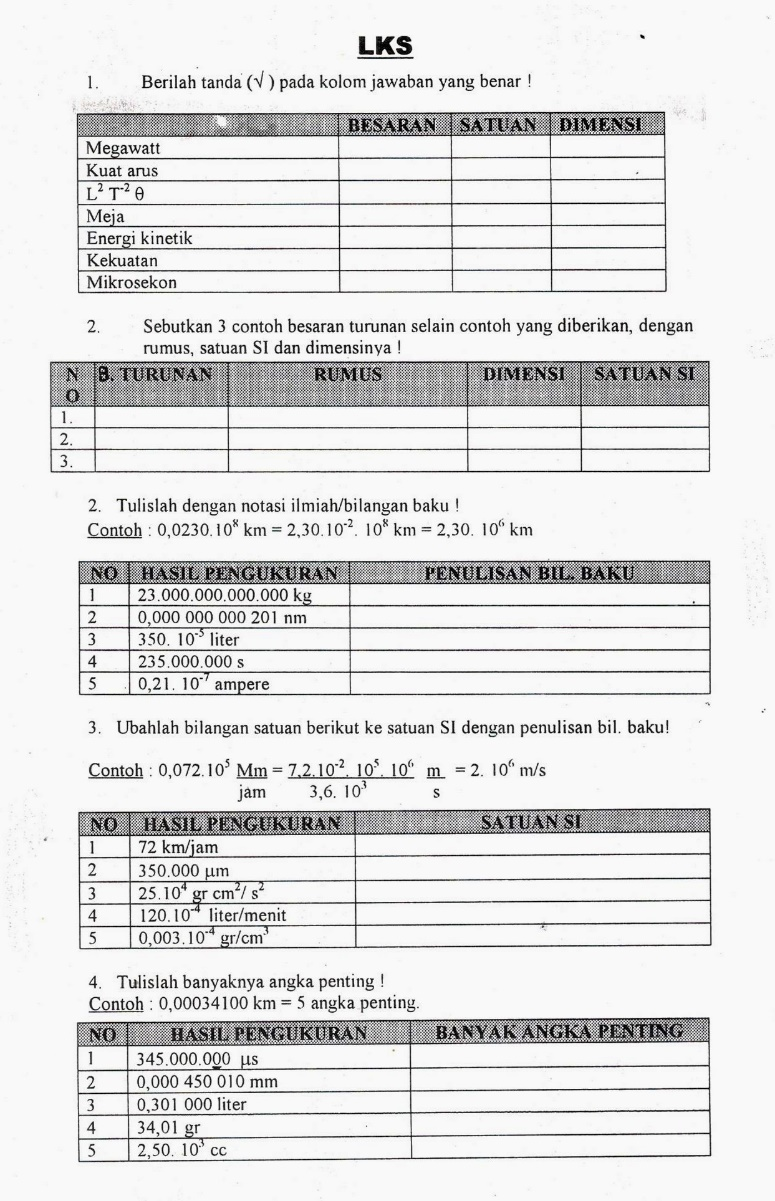 LKS
1. Berilah tanda (√ ) pada kolom jawaban yang benar !
BESARAN SATUAN DIMENSI
Megawatt
Kuat arus
L² T⁻² θ
Meja
Energi kinetik
Kekuatan
Mikrosekon
2. Sebutkan 3 contoh besaran turunan selain contoh yang diberikan, dengan
rumus, satuan SI dan dimensinya !
NO B. TURUNAN RUMUS DIMENSI SATUAN SI
1.
2.
3.
2. Tulislah dengan notasi ilmiah/bilangan baku !
Contoh : 0,0230.10⁸ km = 2,30.10⁻². 10⁸ km = 2,30. 10⁶ km
NO HASIL PENGUKURAN PENULISAN BIL. BAKU
1 23.000.000.000.000 kg
2 0,000 000 000 201 nm
3 350. 10⁻⁵ liter
4 235.000.000 s
5 0,21. 10⁻⁷ ampere
3. Ubahlah bilangan satuan berikut ke satuan SI dengan penulisan bil. baku!
Contoh : 0,072.10⁵ Mm = 7,2.10⁻². 10⁵. 10⁶ m = 2. 10⁶ m/s
jam 3,6. 10³ s
NO HASIL PENGUKURAN SATUAN SI
1 72 km/jam
2 350.000 μm
3 25.10⁴ gr cm²/ s²
4 120.10⁻⁴ liter/menit
5 0,003.10⁻⁴ gr/cm³
4. Tulislah banyaknya angka penting !
Contoh : 0,00034100 km = 5 angka penting.
NO HASIL PENGUKURAN BANYAK ANGKA PENTING
1 345.000.000 μs
2 0,000 450 010 mm
3 0,301 000 liter
4 34,01 gr
5 2,50. 10³ cc